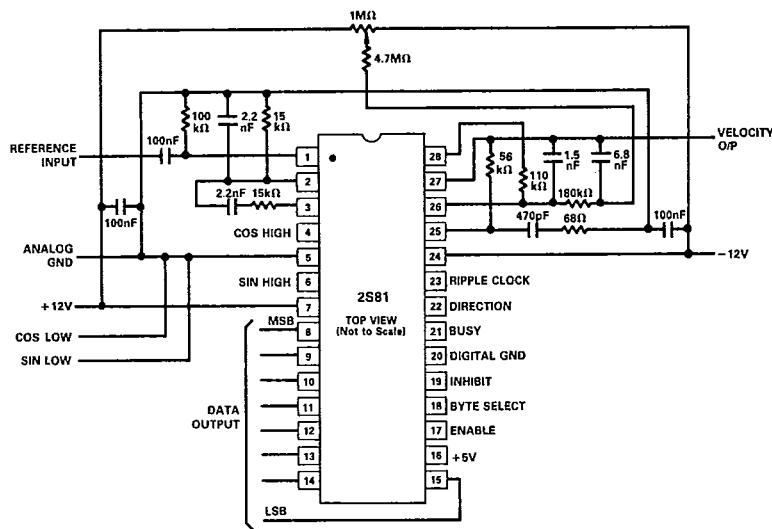 1MΩ
4.7MΩ
100
kΩ
2.2
nF
15
kΩ
100nF
REFERENCE
INPUT
2.2nF
15kΩ
100nF
COS HIGH
ANALOG
GND
SIN HIGH
+12V
COS LOW
SIN LOW
MSB
DATA
OUTPUT
LSB
1
2
3
4
5
6
7
8
9
10
11
12
13
14
2S81
TOP VIEW
(Not to Scale)
28
27
26
25
24
23
22
21
20
19
18
17
16
15
56
kΩ
110
kΩ
1.5
nF
6.8
nF
180kΩ
470pF
68Ω
100nF
VELOCITY
O/P
−12V
RIPPLE CLOCK
DIRECTION
BUSY
DIGITAL GND
INHIBIT
BYTE SELECT
ENABLE
+5V